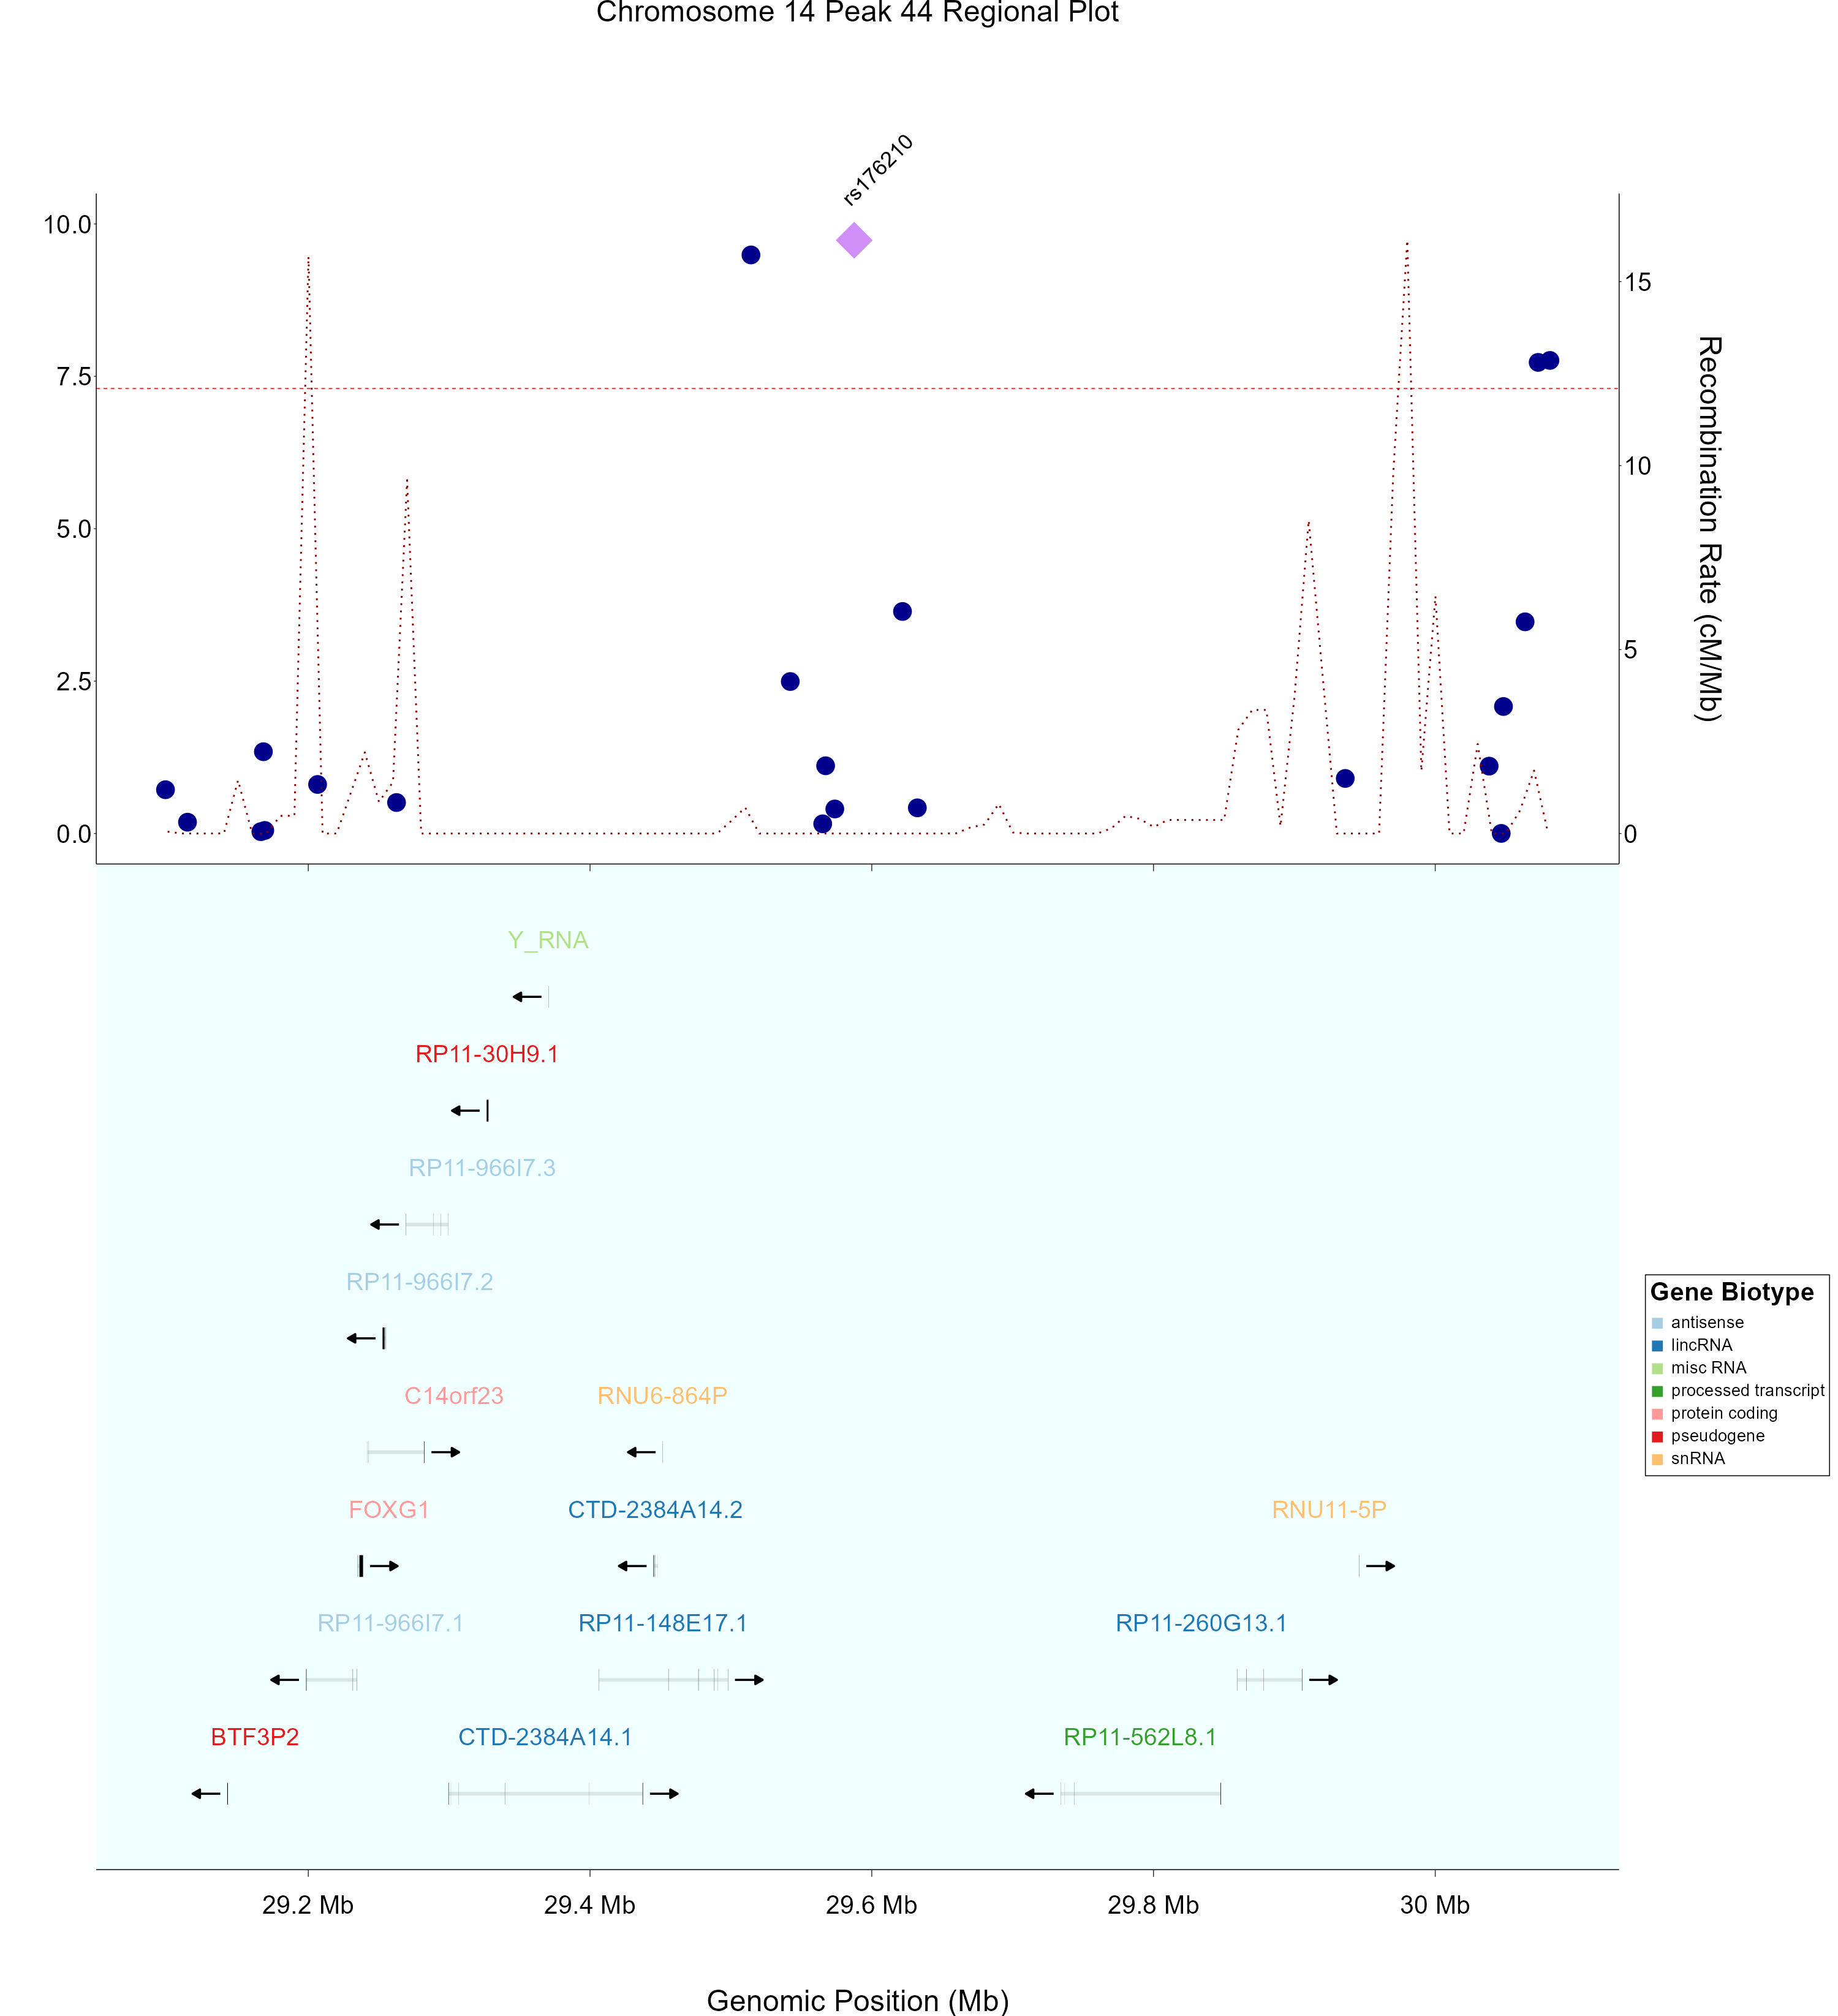 Chromosome 14 Peak 44 Regional Plot
rs176210
10.0
7.5
5.0
2.5
0.0
15
10
5
0
Recombination Rate (cM/Mb)
Y_RNA
RP11-30H9.1
RP11-966I7.3
RP11-966I7.2
C14orf23
RNU6-864P
FOXG1
CTD-2384A14.2
RNU11-5P
RP11-966I7.1
RP11-148E17.1
RP11-260G13.1
BTF3P2
CTD-2384A14.1
RP11-562L8.1
Gene Biotype
antisense
lincRNA
misc RNA
processed transcript
protein coding
pseudogene
snRNA
29.2 Mb
29.4 Mb
29.6 Mb
29.8 Mb
30 Mb
Genomic Position (Mb)